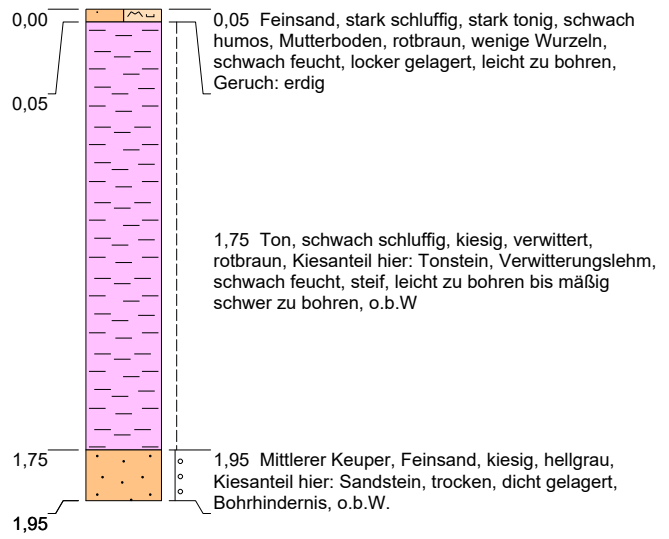 0,00
0,05 Feinsand, stark schluffig, stark tonig, schwach
humos, Mutterboden, rotbraun, wenige Wurzeln,
schwach feucht, locker gelagert, leicht zu bohren,
Geruch: erdig
0,05
1,75 Ton, schwach schluffig, kiesig, verwittert,
rotbraun, Kiesanteil hier: Tonstein, Verwitterungslehm,
schwach feucht, steif, leicht zu bohren bis mäßig
schwer zu bohren, o.b.W
1,75
1,95 Mittlerer Keuper, Feinsand, kiesig, hellgrau,
Kiesanteil hier: Sandstein, trocken, dicht gelagert,
Bohrhindernis, o.b.W.
1,95